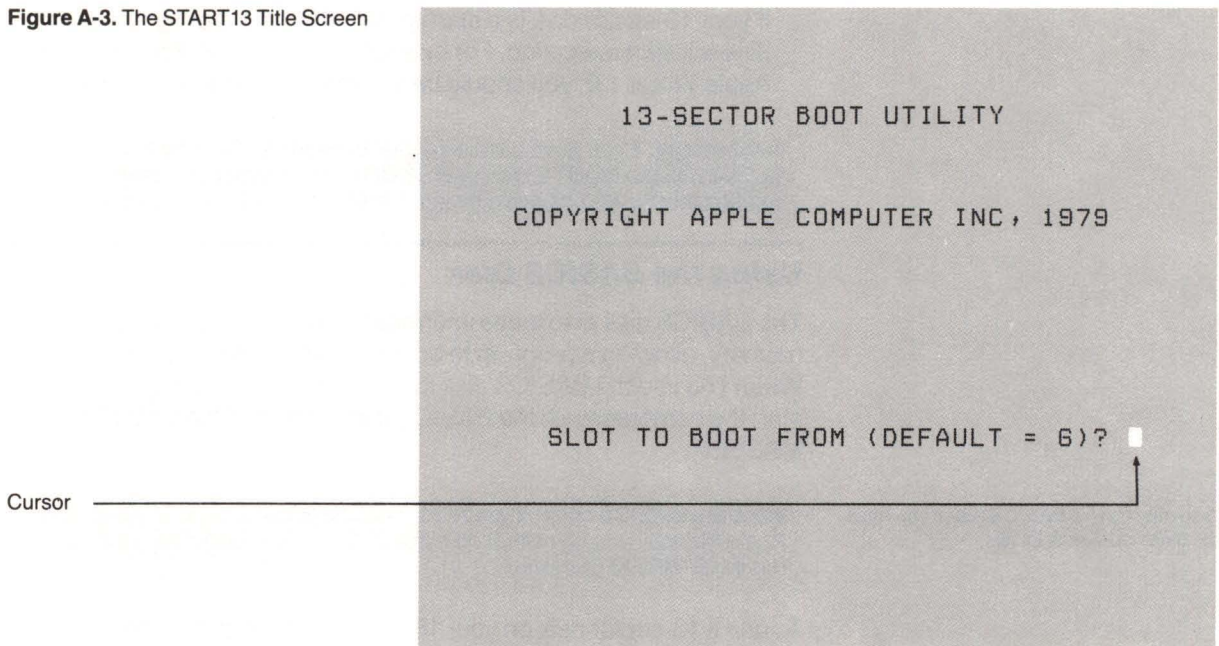 Figure A-3. The START13 Title Screen
13-SECTOR BOOT UTILITY
COPYRIGHT APPLE COMPUTER INC, 1979
SLOT TO BOOT FROM (DEFAULT = 6)?
Cursor